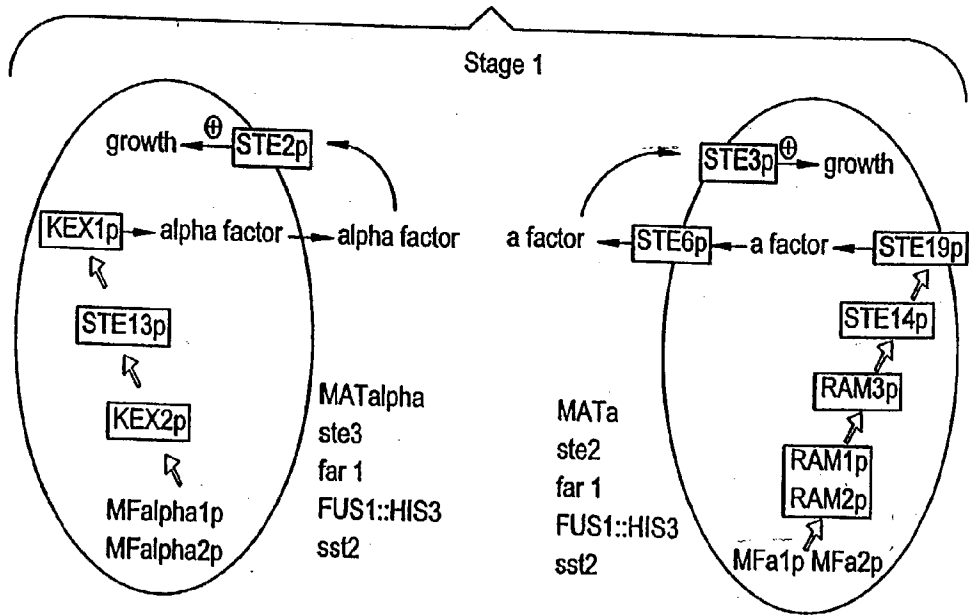 Stage 1
growth
⊕
STE2p
KEX1p
alpha factor
alpha factor
STE13p
KEX2p
MFalpha1p
MFalpha2p
MATalpha
ste3
far 1
FUS1::HIS3
sst2
STE3p
⊕
growth
a factor
STE6p
a factor
STE19p
STE14p
RAM3p
RAM1p
RAM2p
MFa1p MFa2p
MATa
ste2
far 1
FUS1::HIS3
sst2